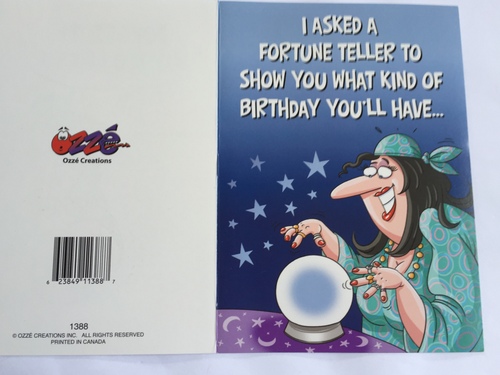 I ASKED A
FORTUNE TELLER TO
SHOW YOU WHAT KIND OF
BIRTHDAY YOU'LL HAVE...
OZZÉ
Ozzé Creations
6 23849 11388 7
1388
© OZZÉ CREATIONS INC. ALL RIGHTS RESERVED
PRINTED IN CANADA